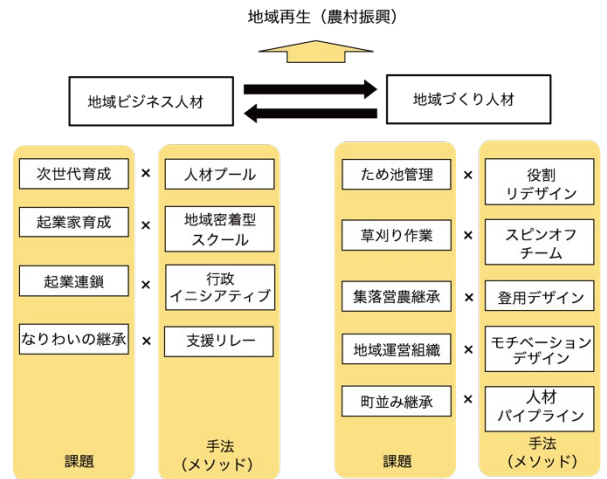 地域再生（農村振興）
地域ビジネス人材
地域づくり人材
次世代育成 × 人材プール
起業家育成 × 地域密着型
スクール
起業連鎖 × 行政
イニシアティブ
なりわいの継承 × 支援リレー
課題
手法
（メソッド）
ため池管理 × 役割
リデザイン
草刈り作業 × スピンオフ
チーム
集落営農継承 × 登用デザイン
地域運営組織 × モチベーション
デザイン
町並み継承 × 人材
パイプライン
課題
手法
（メソッド）